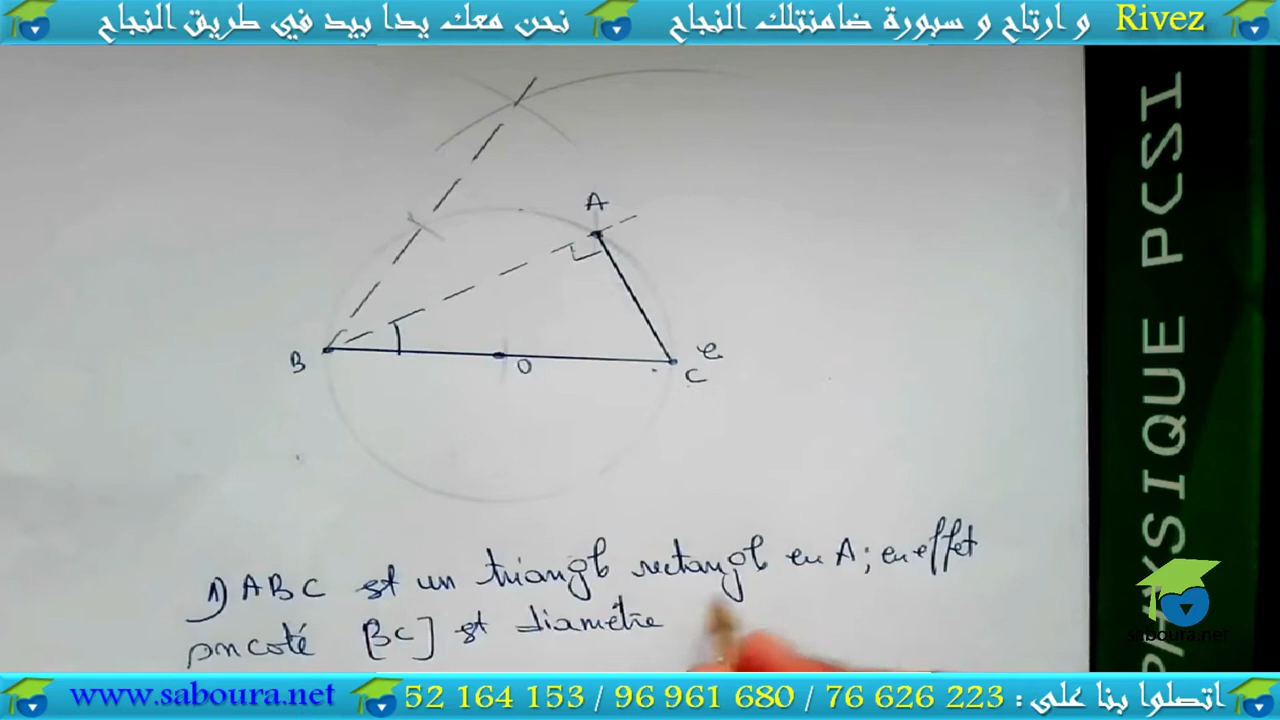 نحن معك يدا بيد في طريق النجاح و ارتاح و سبورة ضامنتلك النجاح Rivez
A
B
O
e
C
1) ABC est un triangle rectangle en A; en effet
son coté [BC] est diamétre
PHYSIQUE PCSI
saboura.net
www.saboura.net 52 164 153 / 96 961 680 / 76 626 223 : اتصلوا بنا على